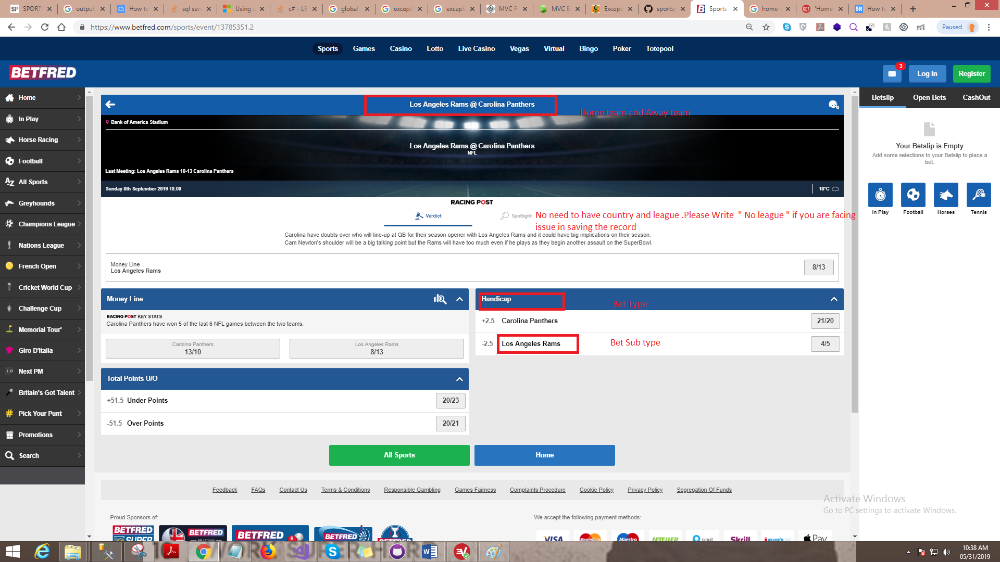 SPORT:
output
How to
sql ser
Using a
c# - LE
global.
except
except
MVC F
MVC E
Except
sports
Sports
home
'Home
How to
https://www.betfred.com/sports/event/13785351.2
Paused
Sports Games Casino Lotto Live Casino Vegas Virtual Bingo Poker Totepool
BETFRED
3
Log In
Register
Home
In Play
Horse Racing
Football
All Sports
Greyhounds
Champions League
Nations League
French Open
Cricket World Cup
Challenge Cup
Memorial Tour'
Giro D'Italia
Next PM
Britain's Got Talent
Pick Your Punt
Promotions
Search
Los Angeles Rams @ Carolina Panthers
Home team and Away team
Bank of America Stadium
Los Angeles Rams @ Carolina Panthers
NFL
Last Meeting: Los Angeles Rams 10-13 Carolina Panthers
Sunday 8th September 2019 18:00
18°C
RACING POST
Verdict
Spotlight
No need to have country and league .Please Write " No league " if you are facing
issue in saving the record
Carolina have doubts over who will line-up at QB for their season opener with Los Angeles Rams and it could have big implications on their season.
Cam Newton's shoulder will be a big talking point but the Rams will have too much even if he plays as they begin another assault on the SuperBowl.
Money Line
Los Angeles Rams
8/13
Money Line
RACING POST KEY STATS
Carolina Panthers have won 5 of the last 6 NFL games between the two teams.
Carolina Panthers
13/10
Los Angeles Rams
8/13
Total Points U/O
+51.5 Under Points 20/23
-51.5 Over Points 20/21
Handicap
Bet Type
+2.5 Carolina Panthers 21/20
-2.5 Los Angeles Rams 4/5
Bet Sub type
All Sports
Home
Feedback FAQs Contact Us Terms & Conditions Responsible Gambling Games Fairness Complaints Procedure Cookie Policy Privacy Policy Segregation Of Funds
Proud Sponsors of:
BETFRED
SUPER
BETFRED
BETFRED
BETFRED
We accept the following payment methods:
VISA
MasterCard
Maestro
NETELLER
pingit
Skrill
paysafecard
Pay
Betslip Open Bets CashOut
Your Betslip is Empty
Add some selections to your Betslip to place a
bet.
In Play Football Horses Tennis
Activate Windows
Go to PC settings to activate Windows.
10:38 AM
05/31/2019